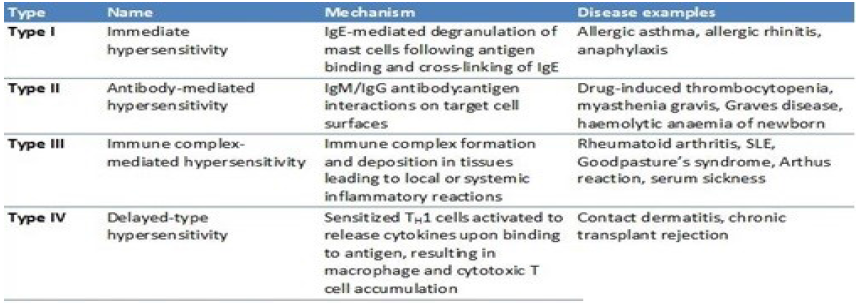 Type Name Mechanism Disease examples
Type I Immediate IgE-mediated degranulation of Allergic asthma, allergic rhinitis,
hypersensitivity mast cells following antigen anaphylaxis
binding and cross-linking of IgE
Type II Antibody-mediated IgM/IgG antibody:antigen Drug-induced thrombocytopenia,
hypersensitivity interactions on target cell myasthenia gravis, Graves disease,
surfaces haemolytic anaemia of newborn
Type III Immune complex- Immune complex formation Rheumatoid arthritis, SLE,
mediated hypersensitivity and deposition in tissues Goodpasture's syndrome, Arthus
leading to local or systemic reaction, serum sickness
inflammatory reactions
Type IV Delayed-type Sensitized TH1 cells activated to Contact dermatitis, chronic
hypersensitivity release cytokines upon binding transplant rejection
to antigen, resulting in
macrophage and cytotoxic T
cell accumulation